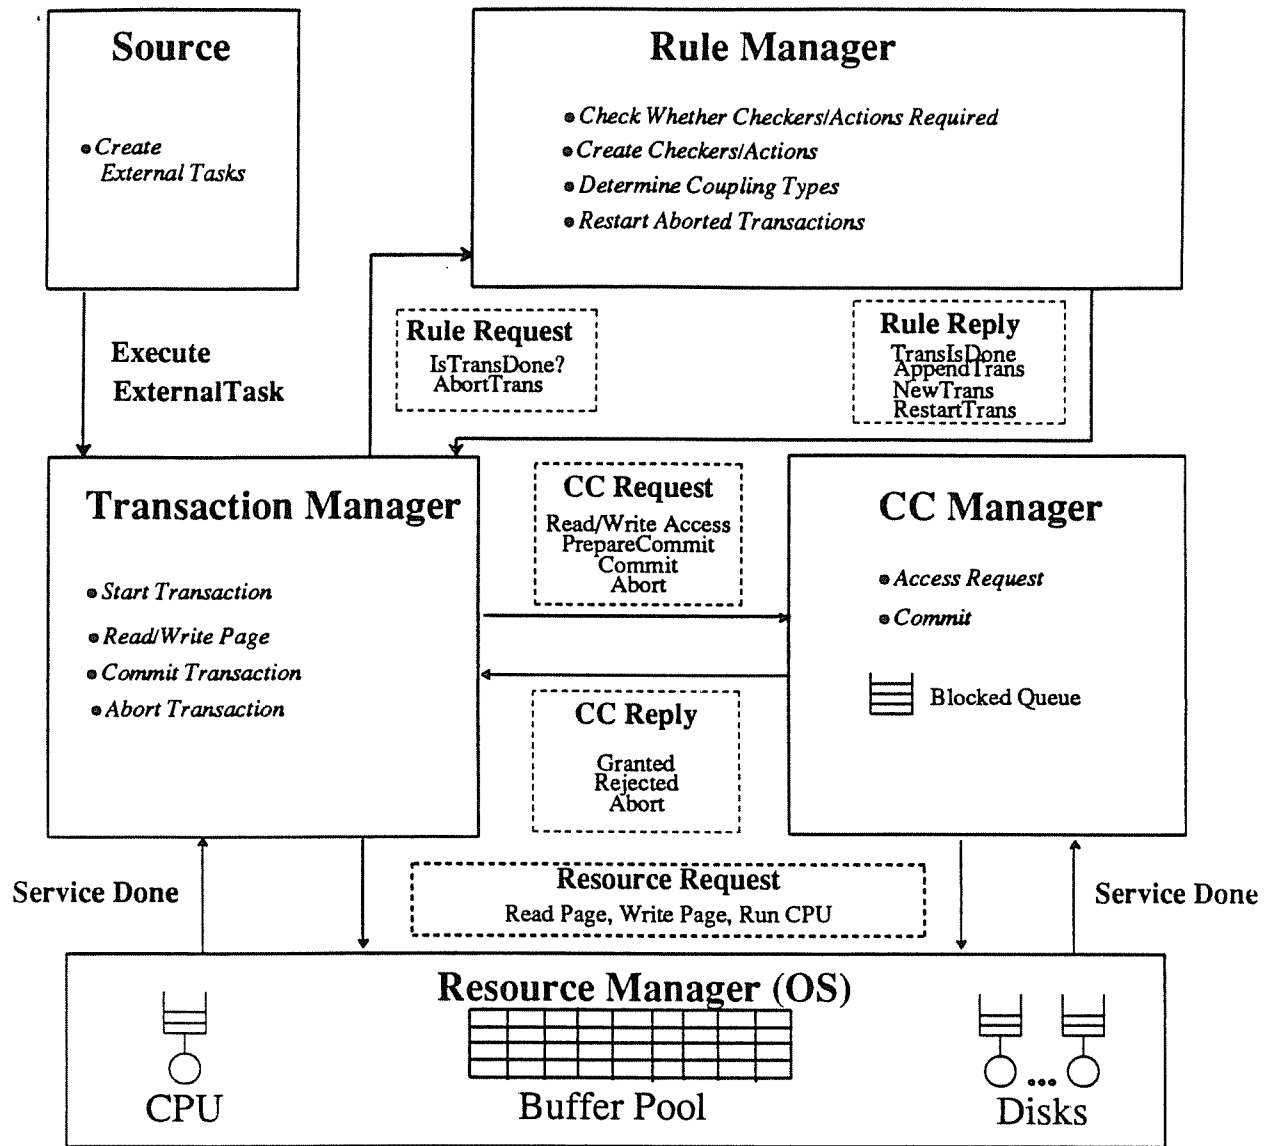 Source
• Create
External Tasks
Rule Manager
• Check Whether Checkers/Actions Required
• Create Checkers/Actions
• Determine Coupling Types
• Restart Aborted Transactions
Execute
ExternalTask
Rule Request
IsTransDone?
AbortTrans
Rule Reply
TransIsDone
AppendTrans
NewTrans
RestartTrans
Transaction Manager
• Start Transaction
• Read/Write Page
• Commit Transaction
• Abort Transaction
CC Request
Read/Write Access
PrepareCommit
Commit
Abort
CC Reply
Granted
Rejected
Abort
CC Manager
• Access Request
• Commit
Blocked Queue
Service Done
Resource Request
Read Page, Write Page, Run CPU
Service Done
Resource Manager (OS)
CPU
Buffer Pool
Disks